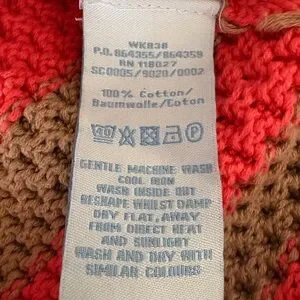 WK838
P.O. 864355/864359
RN 118027
SC0005/9020/0002
100% Cotton/
Baumwolle/Coton
GENTLE MACHINE WASH
COOL IRON
WASH INSIDE OUT
RESHAPE WHILST DAMP
DRY FLAT, AWAY
FROM DIRECT HEAT
AND SUNLIGHT
WASH AND DRY WITH
SIMILAR COLOURS